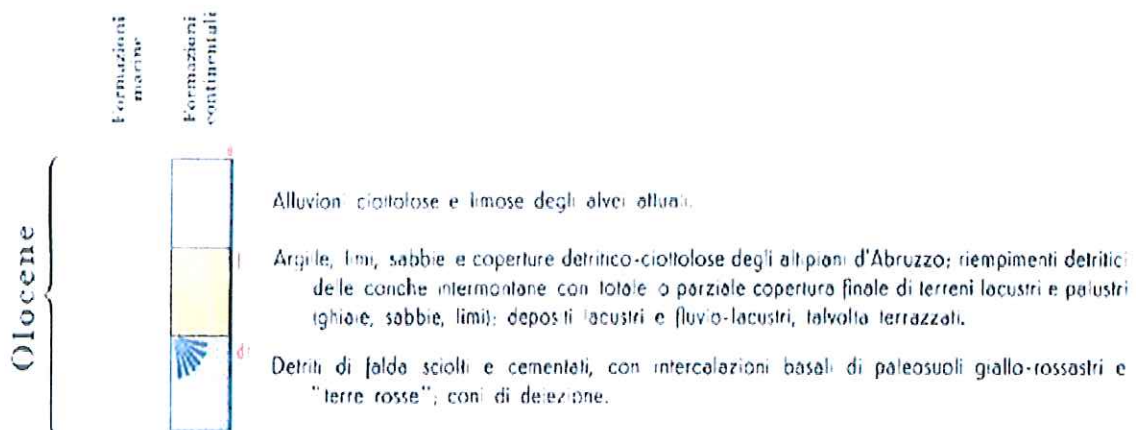 Formazioni
marine
Formazioni
continentali
Olocene
a
Alluvioni ciottolose e limose degli alvei attuali.
l
Argille, limi, sabbie e coperture detritico-ciottolose degli altipiani d'Abruzzo; riempimenti detritici
delle conche intermontane con totale o parziale copertura finale di terreni lacustri e palustri
(ghiaie, sabbie, limi); depositi lacustri e fluvio-lacustri, talvolta terrazzati.
dt
Detriti di falda sciolti e cementati, con intercalazioni basali di paleosuoli giallo-rossastri e
"terre rosse"; coni di deiezione.